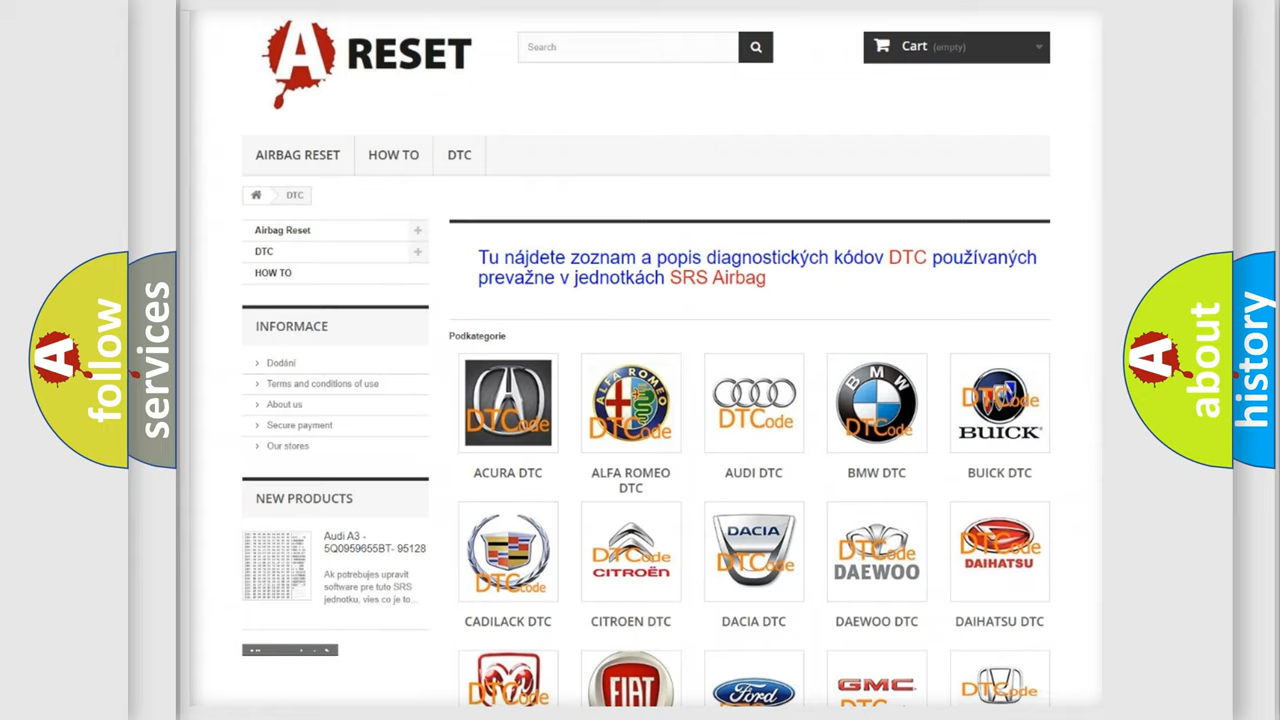 A RESET
Search
Cart (empty)
AIRBAG RESET
HOW TO
DTC
DTC
Airbag Reset
DTC
HOW TO
Tu nájdete zoznam a popis diagnostických kódov DTC používaných
prevažne v jednotkách SRS Airbag
INFORMACE
Podkategorie
Dodání
Terms and conditions of use
About us
Secure payment
Our stores
DTCode
ALFA ROMEO
DTCode
DTCode
BMW
DTCode
DTCode
BUICK
ACURA DTC
ALFA ROMEO
DTC
AUDI DTC
BMW DTC
BUICK DTC
NEW PRODUCTS
Audi A3 -
5Q0959655BT- 95128
Ak potrebujes upravit
software pre tuto SRS
jednotku, vies co je to...
DTCode
DTCode
CITROËN
DACIA
DTCode
DTCode
DAEWOO
DTCode
DAIHATSU
CADILACK DTC
CITROEN DTC
DACIA DTC
DAEWOO DTC
DAIHATSU DTC
DTCode
FIAT
Ford
GMC
DTCode
A follow
services
A about
history